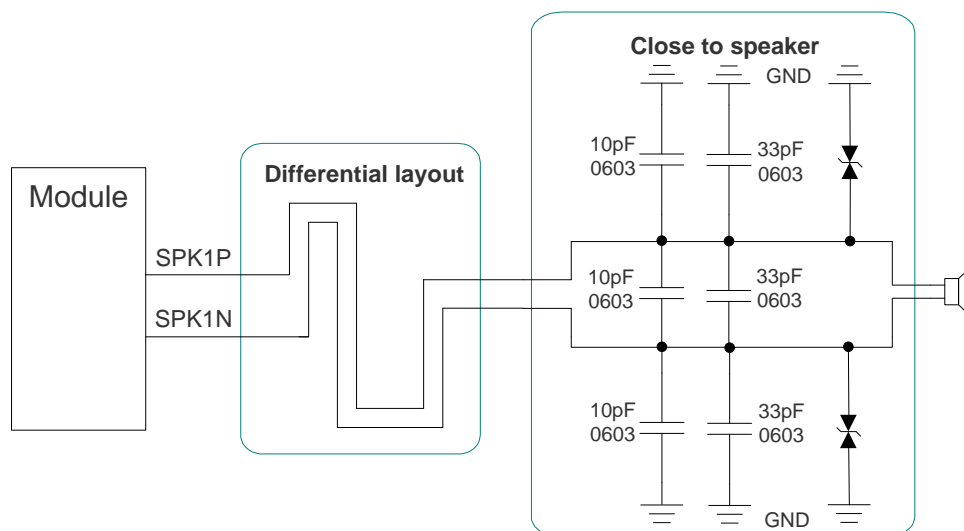 Close to speaker
GND
10pF
0603
33pF
0603
Differential layout
Module
SPK1P
10pF
0603
33pF
0603
SPK1N
10pF
0603
33pF
0603
GND